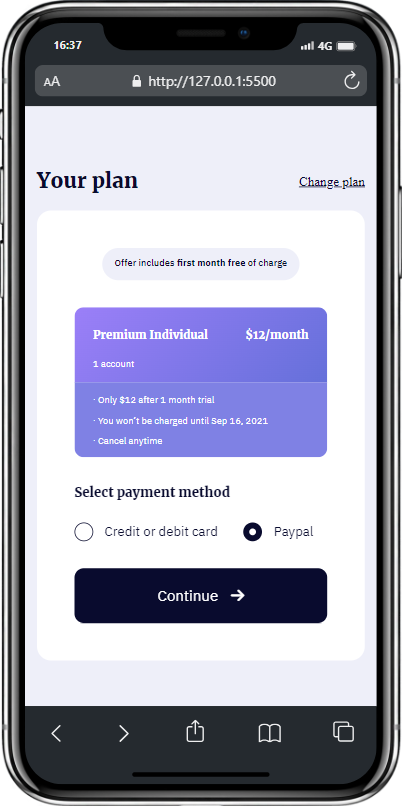 16:37
4G
AA
http://127.0.0.1:5500
Your plan
Change plan
Offer includes first month free of charge
Premium Individual
$12/month
1 account
· Only $12 after 1 month trial
· You won't be charged until Sep 16, 2021
· Cancel anytime
Select payment method
Credit or debit card
Paypal
Continue